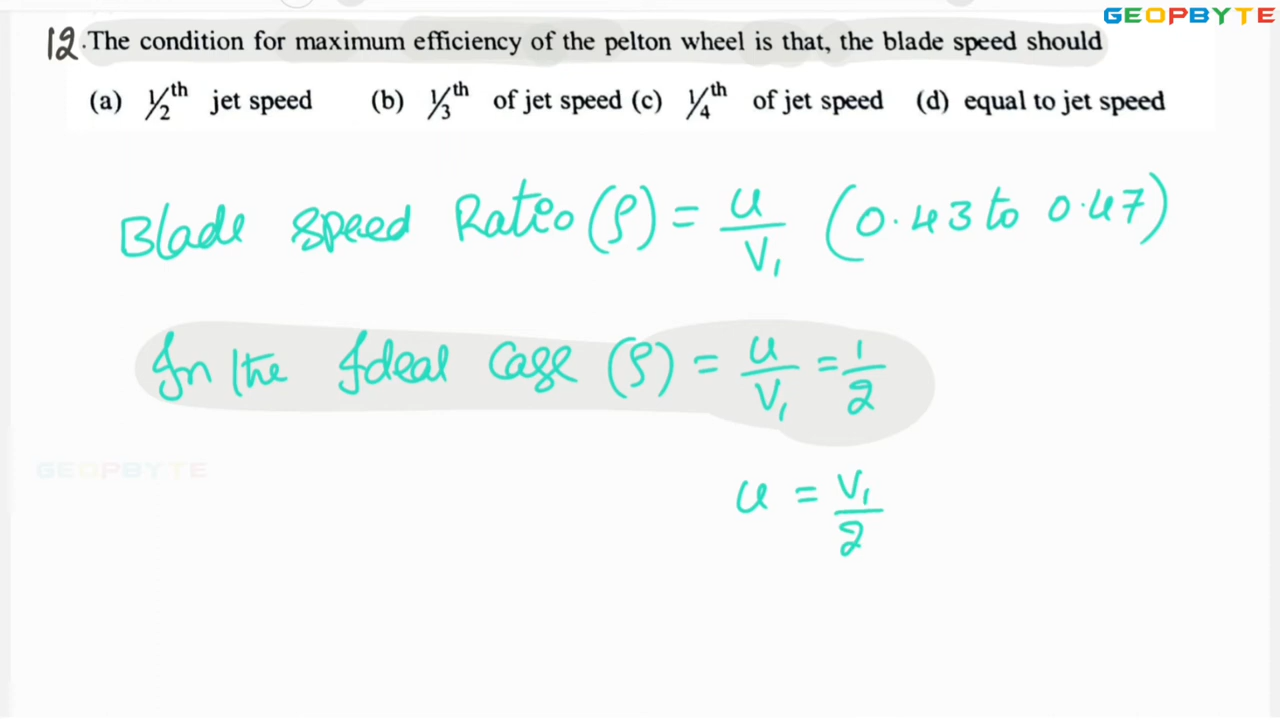 GEOPBYTE
12. The condition for maximum efficiency of the pelton wheel is that, the blade speed should
(a) 1/2th jet speed (b) 1/3th of jet speed (c) 1/4th of jet speed (d) equal to jet speed
Blade speed Ratio (ρ) = u/V₁ (0.43 to 0.47)
In the Ideal Case (ρ) = u/V₁ = 1/2
GEOPBYTE
u = V₁/2